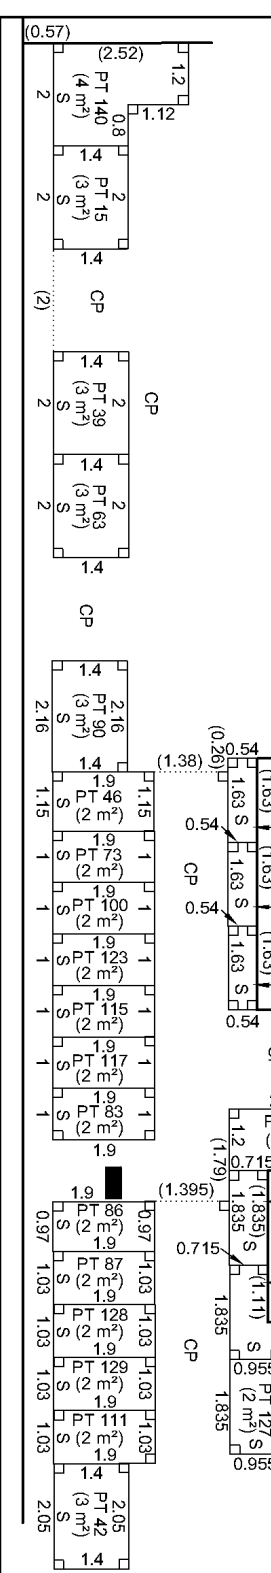 (0.57)
(2.52)
1.2
PT 140
(4 m²)
2
S
0.8
1.12
1.4
PT 15
(3 m²)
2
2
S
1.4
(2)
CP
1.4
PT 39
(3 m²)
2
2
S
CP
PT 63
(3 m²)
2
2
S
1.4
CP
1.4
PT 90
(3 m²)
2.16
2.16
S
1.4
(1.38)
(0.26)
0.54
1.9
PT 46
(2 m²)
1.15
1.15
S
1.63 S
(1.63)
0.54
1.9
PT 73
(2 m²)
1
1
S
CP
1.63 S
(1.63)
1.9
PT 100
(2 m²)
1
1
S
0.54
1.9
PT 123
(2 m²)
1
1
S
1.63 S
(1.63)
1.9
PT 115
(2 m²)
1
1
S
0.54
1.9
PT 117
(2 m²)
1
1
S
1.9
PT 83
(2 m²)
1
1
S
1.9
1.2
(1.79)
0.715
1.9
(1.395)
PT 86
(2 m²)
0.97
0.97
S
1.9
1.835
(1.835)
S
0.715
PT 87
(2 m²)
1.03
1.03
S
1.9
(1.11)
1.835
PT 128
(2 m²)
1.03
1.03
S
1.9
CP
S
0.955
PT 129
(2 m²)
1.03
1.03
S
1.9
PT 127
(2 m²)
1.835
S
0.955
PT 111
(2 m²)
1.03
1.03
S
1.9
1.4
PT 42
(3 m²)
2.05
2.05
S
1.4